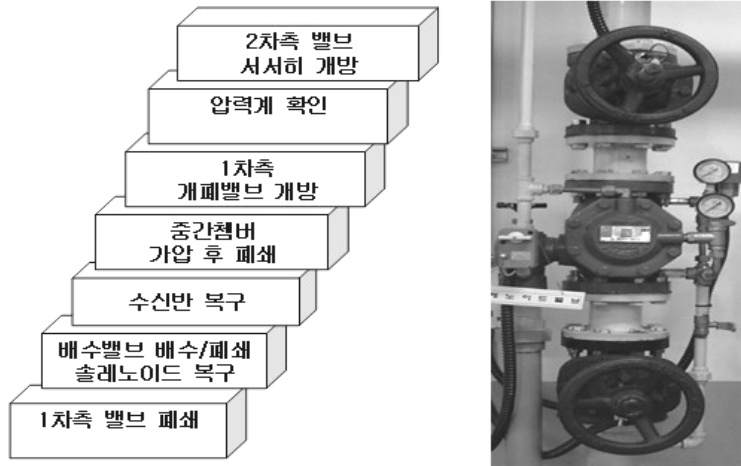 2차측 밸브
서서히 개방
압력계 확인
1차측
개폐밸브 개방
중간쳄버
가압 후 폐쇄
수신반 복구
배수밸브 배수/폐쇄
솔레노이드 복구
1차측 밸브 폐쇄